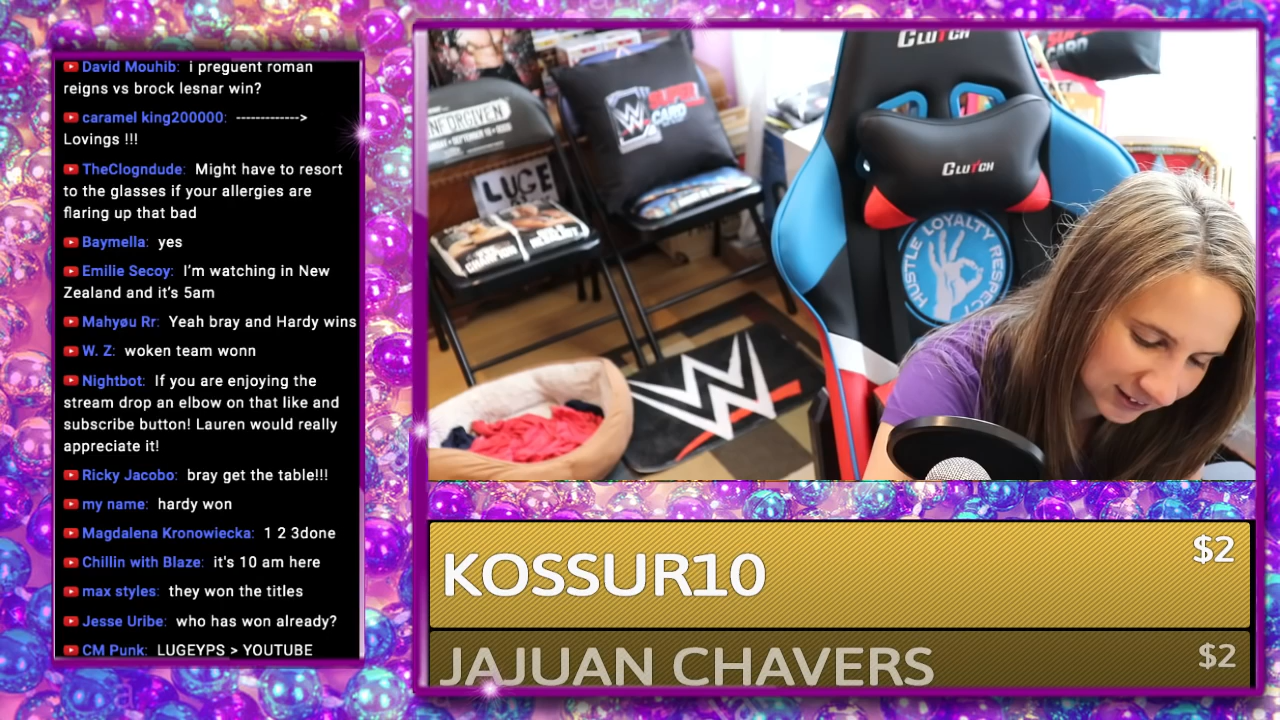 David Mouhib: i preguent roman
reigns vs brock lesnar win?
caramel king200000: ------------->
Lovings !!!
TheClogndude: Might have to resort
to the glasses if your allergies are
flaring up that bad
Baymella: yes
Emilie Secoy: I'm watching in New
Zealand and it's 5am
Mahyøu Rr: Yeah bray and Hardy wins
W. Z: woken team wonn
Nightbot: If you are enjoying the
stream drop an elbow on that like and
subscribe button! Lauren would really
appreciate it!
Ricky Jacobo: bray get the table!!!
my name: hardy won
Magdalena Kronowiecka: 1 2 3done
Chillin with Blaze: it's 10 am here
max styles: they won the titles
Jesse Uribe: who has won already?
CM Punk: LUGEYPS > YOUTUBE
CLUTCH
CARD
NFORGIVEN
SUPER
CARD
LUGE
CLUTCH
HUSTLE LOYALTY RESPECT
KOSSUR10
$2
JAJUAN CHAVERS
$2